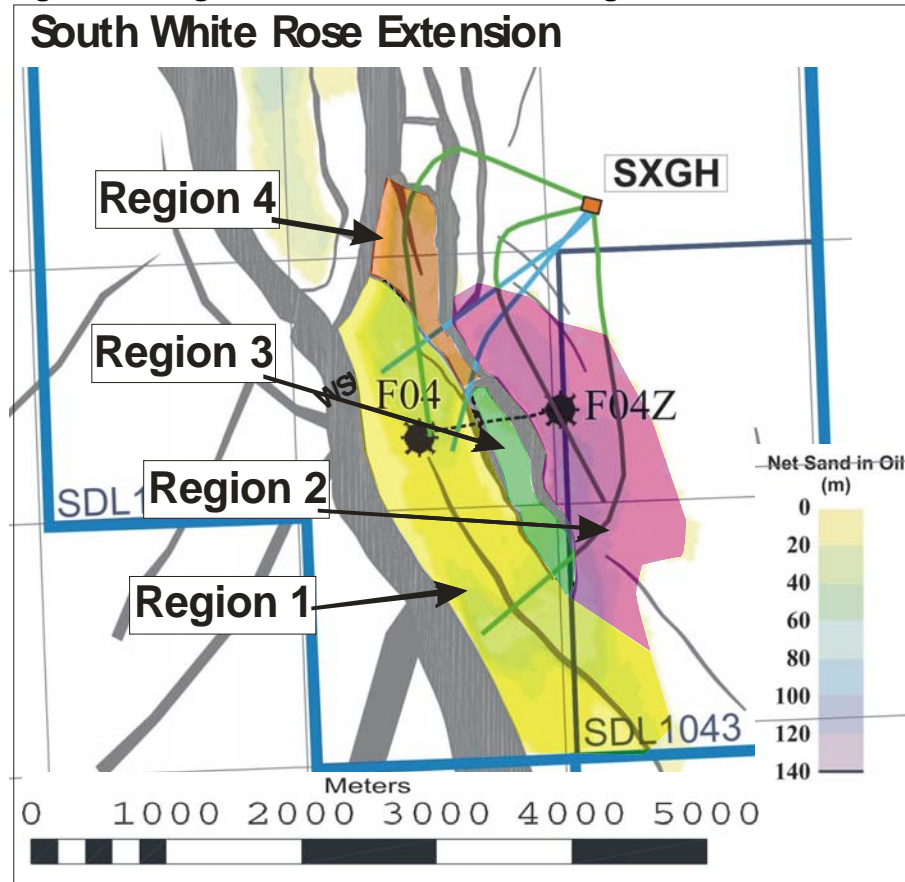 South White Rose Extension
SXGH
Region 4
Region 3
WSM
F04
F04Z
Region 2
SDL1
Region 1
SDL1043
Net Sand in Oil
(m)
0
20
40
60
80
100
120
140
Meters
0 1000 2000 3000 4000 5000